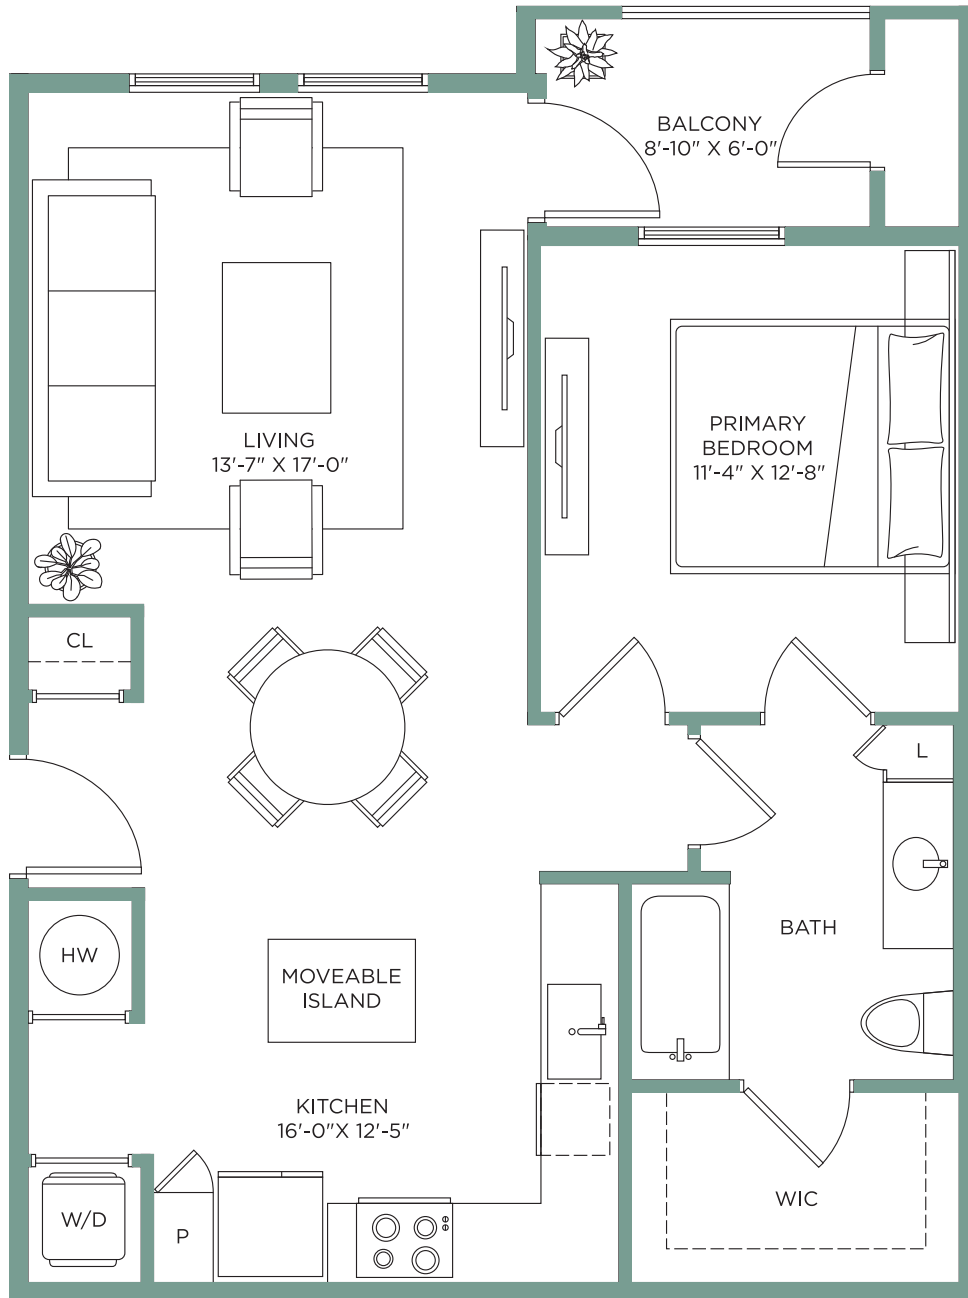 BALCONY
8'-10" X 6'-0"
LIVING
13'-7" X 17'-0"
PRIMARY
BEDROOM
11'-4" X 12'-8"
CL
L
HW
MOVEABLE
ISLAND
BATH
KITCHEN
16'-0"X 12'-5"
W/D
P
WIC